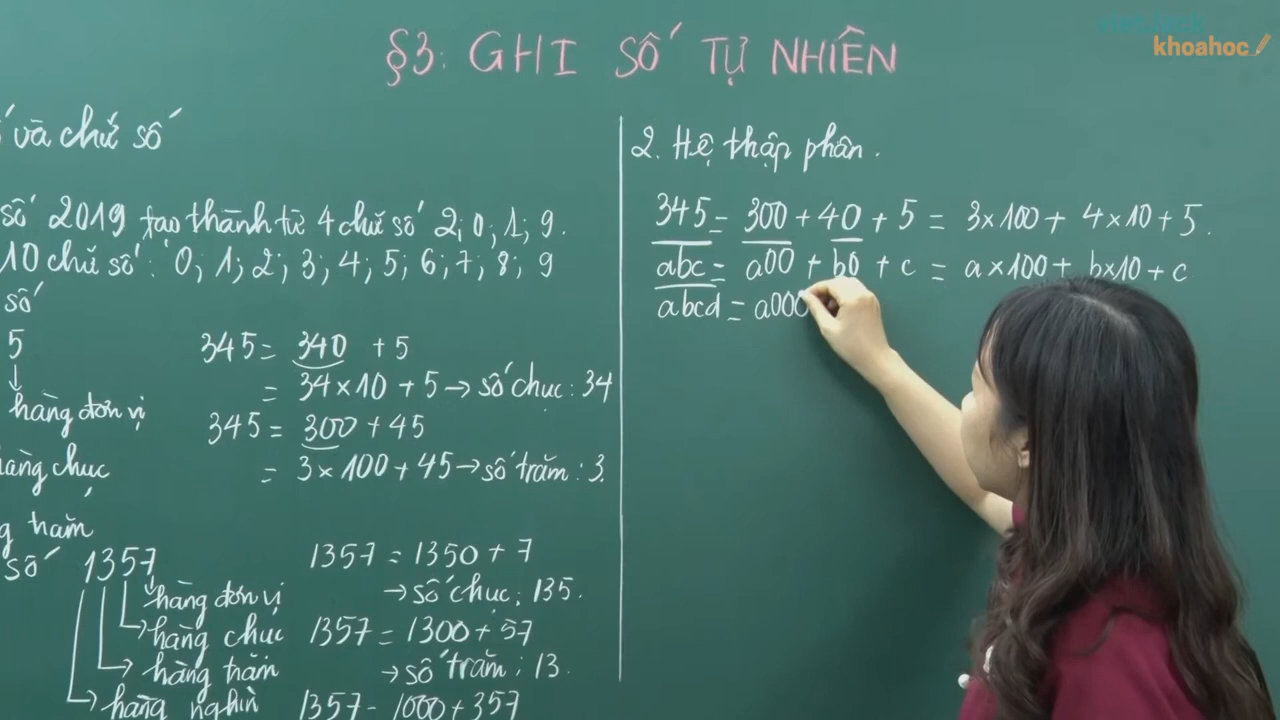 khoahoc
§3: GHI SỐ TỰ NHIÊN
và chữ số
số 2019 tạo thành từ 4 chữ số 2; 0; 1; 9.
10 chữ số: 0; 1; 2; 3; 4; 5; 6; 7; 8; 9
số
5
hàng đơn vị
hàng chục
trăm
345 = 340 + 5
= 34 × 10 + 5 → số chục: 34
345 = 300 + 45
= 3 × 100 + 45 → số trăm: 3.
số 1357
hàng đơn vị
hàng chục
hàng trăm
hàng nghìn
1357 = 1350 + 7
→ số chục: 135.
1357 = 1300 + 57
→ số trăm: 13.
1357 = 1000 + 357
2. Hệ thập phân.
345 = 300 + 40 + 5 = 3×100 + 4×10 + 5.
abc = a00 + b0 + c = a×100 + b×10 + c
abcd = a000